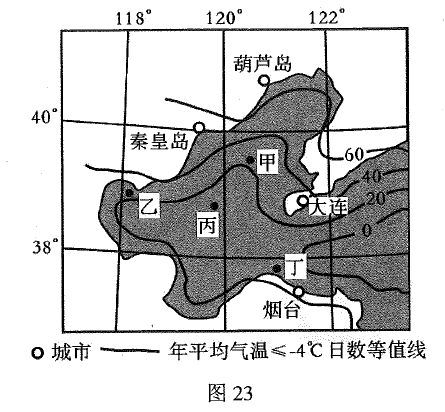 118° 120° 122°
葫芦岛
40°
秦皇岛
甲
60
40
乙
丙
大连
20
0
38°
丁
烟台
城市 年平均气温≤-4℃日数等值线
图 23